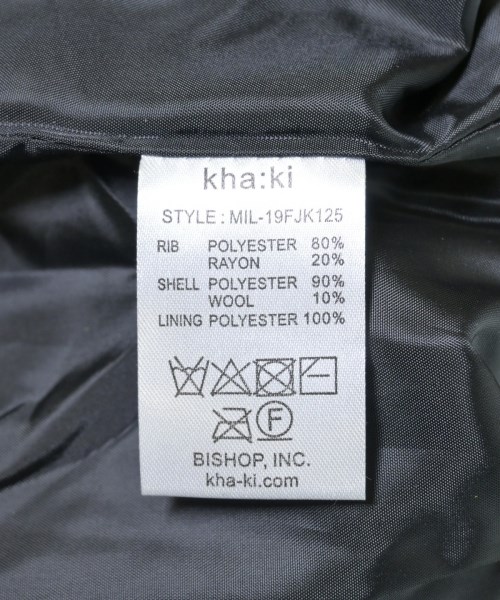 kha:ki
STYLE : MIL-19FJK125
RIB POLYESTER 80%
RAYON 20%
SHELL POLYESTER 90%
WOOL 10%
LINING POLYESTER 100%
F
BISHOP, INC.
kha-ki.com